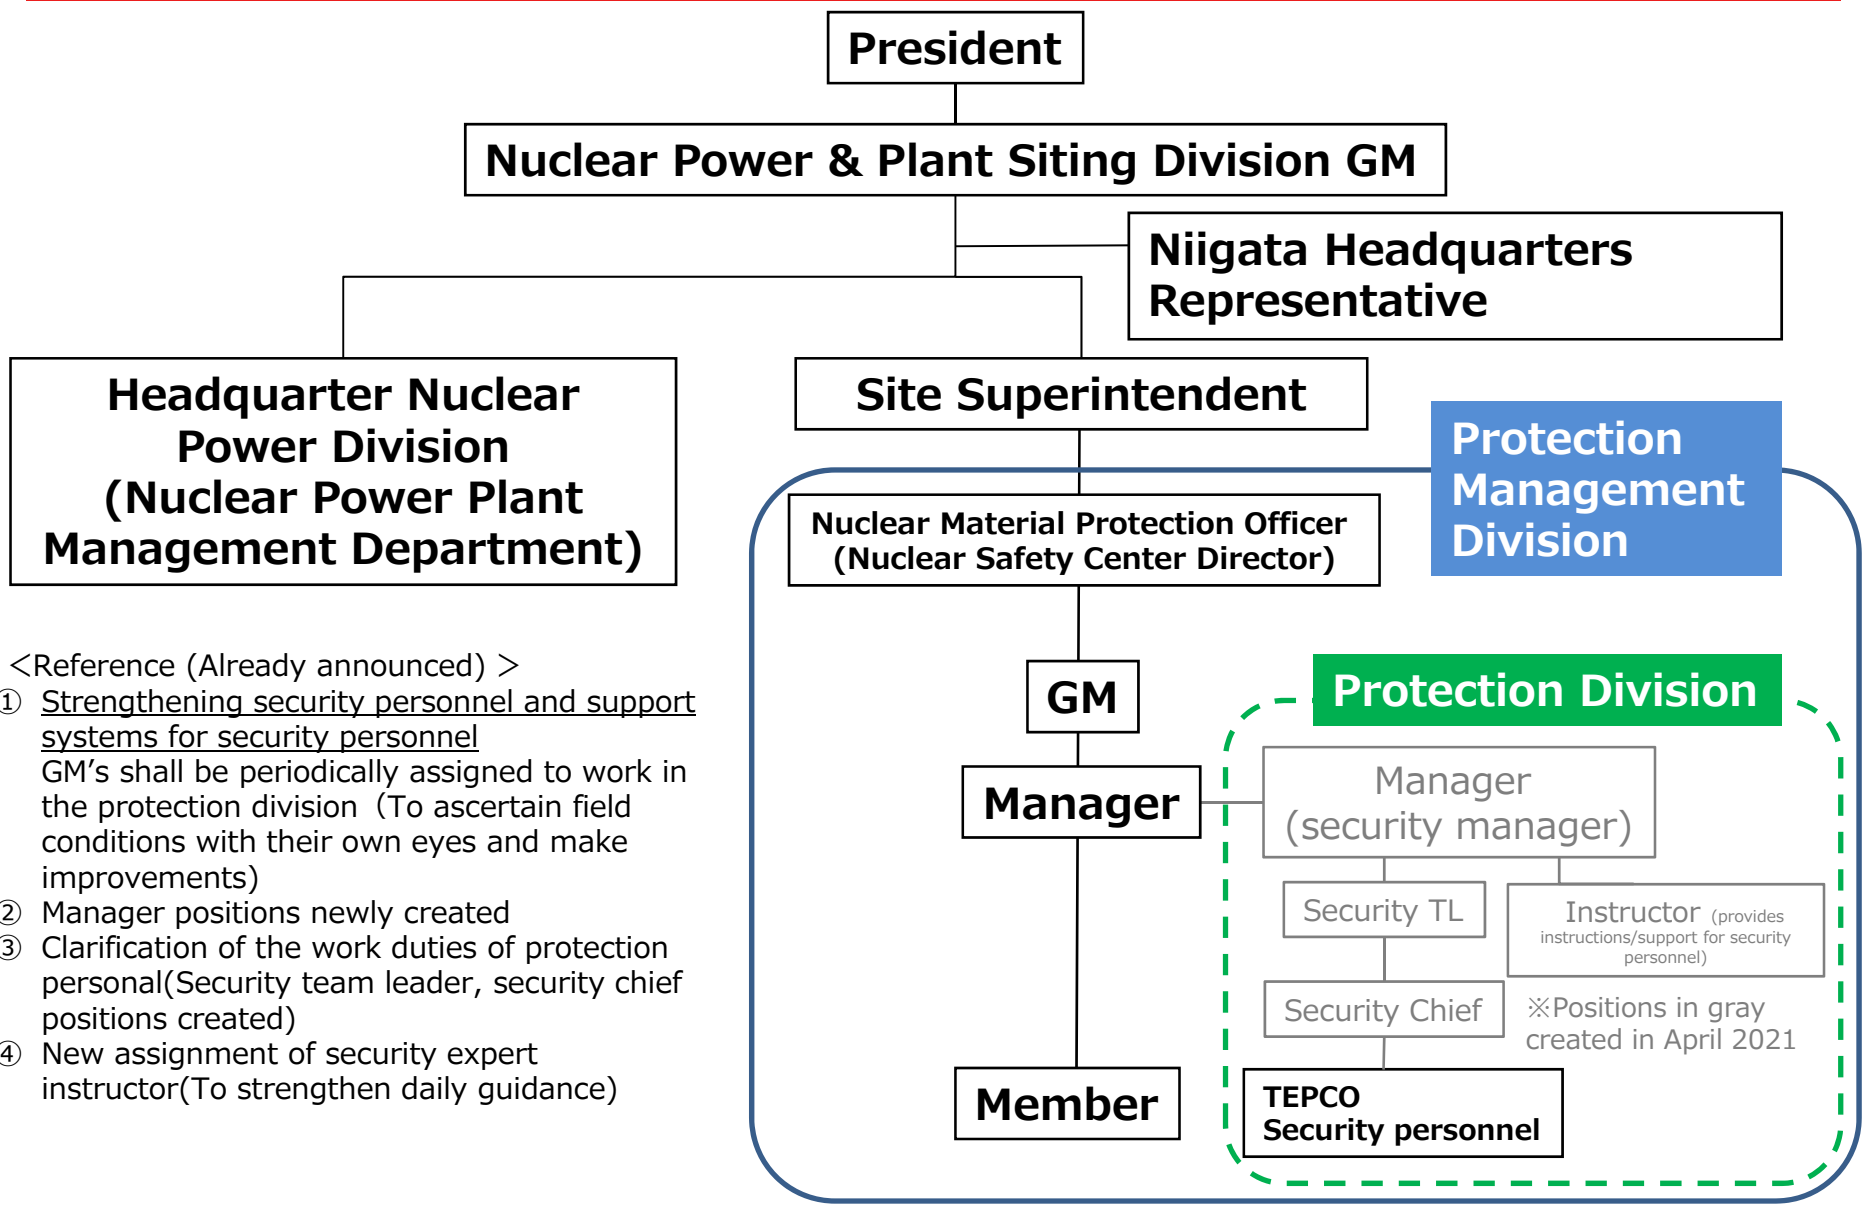 President
Nuclear Power & Plant Siting Division GM
Niigata Headquarters
Representative
Headquarter Nuclear
Power Division
(Nuclear Power Plant
Management Department)
Site Superintendent
Protection
Management
Division
Nuclear Material Protection Officer
(Nuclear Safety Center Director)
GM
Manager
Member
Protection Division
Manager
(security manager)
Security TL
Instructor (provides
instructions/support for security
personnel)
Security Chief
※Positions in gray
created in April 2021
TEPCO
Security personnel
＜Reference (Already announced) ＞
① Strengthening security personnel and support
systems for security personnel
GM’s shall be periodically assigned to work in
the protection division（To ascertain field
conditions with their own eyes and make
improvements)
② Manager positions newly created
③ Clarification of the work duties of protection
personal(Security team leader, security chief
positions created)
④ New assignment of security expert
instructor(To strengthen daily guidance)